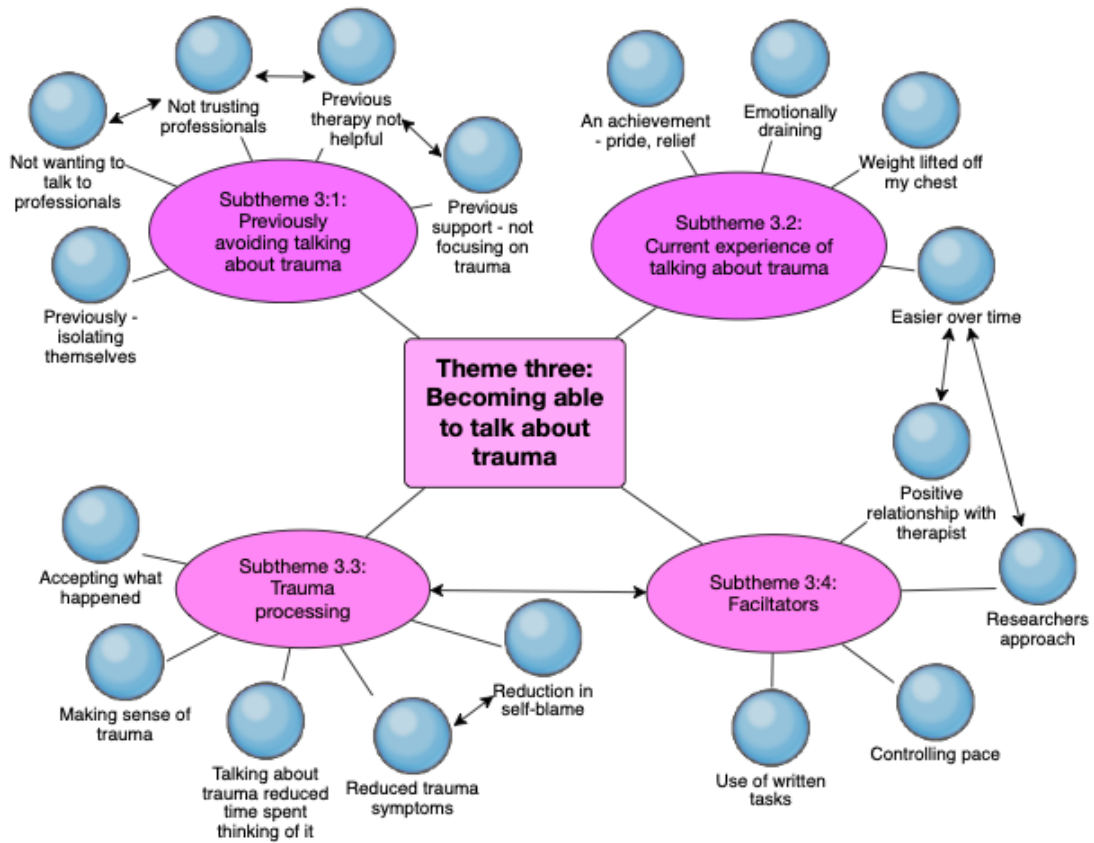 Not trusting
professionals
Previous
therapy not
helpful
Not wanting to
talk to
professionals
Previous
support - not
focusing on
trauma
Previously -
isolating
themselves
Subtheme 3:1:
Previously
avoiding talking
about trauma
An achievement
- pride, relief
Emotionally
draining
Weight lifted off
my chest
Subtheme 3.2:
Current experience of
talking about trauma
Easier over time
Theme three:
Becoming able
to talk about
trauma
Positive
relationship with
therapist
Researchers
approach
Subtheme 3:4:
Faciltators
Controlling pace
Use of written
tasks
Subtheme 3.3:
Trauma
processing
Accepting what
happened
Making sense of
trauma
Talking about
trauma reduced
time spent
thinking of it
Reduced trauma
symptoms
Reduction in
self-blame